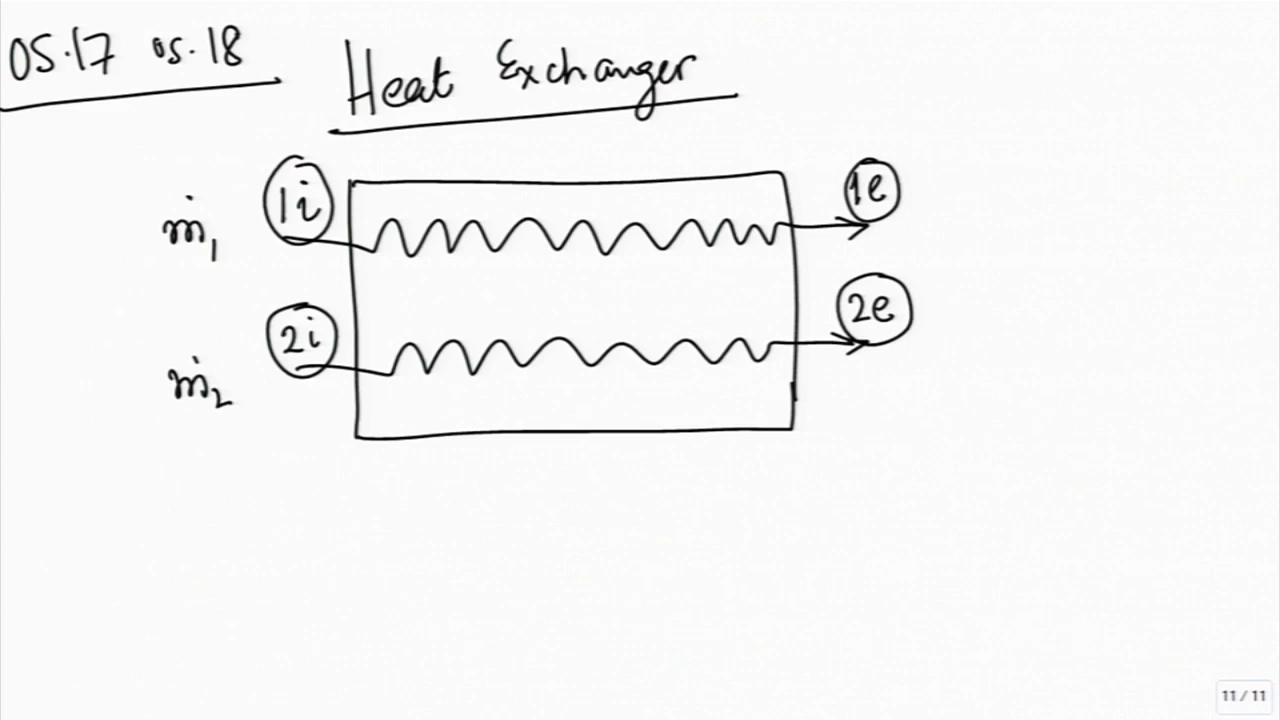 05.17 05.18
Heat Exchanger
1i
1e
ṁ₁
2i
2e
ṁ₂
11 / 11